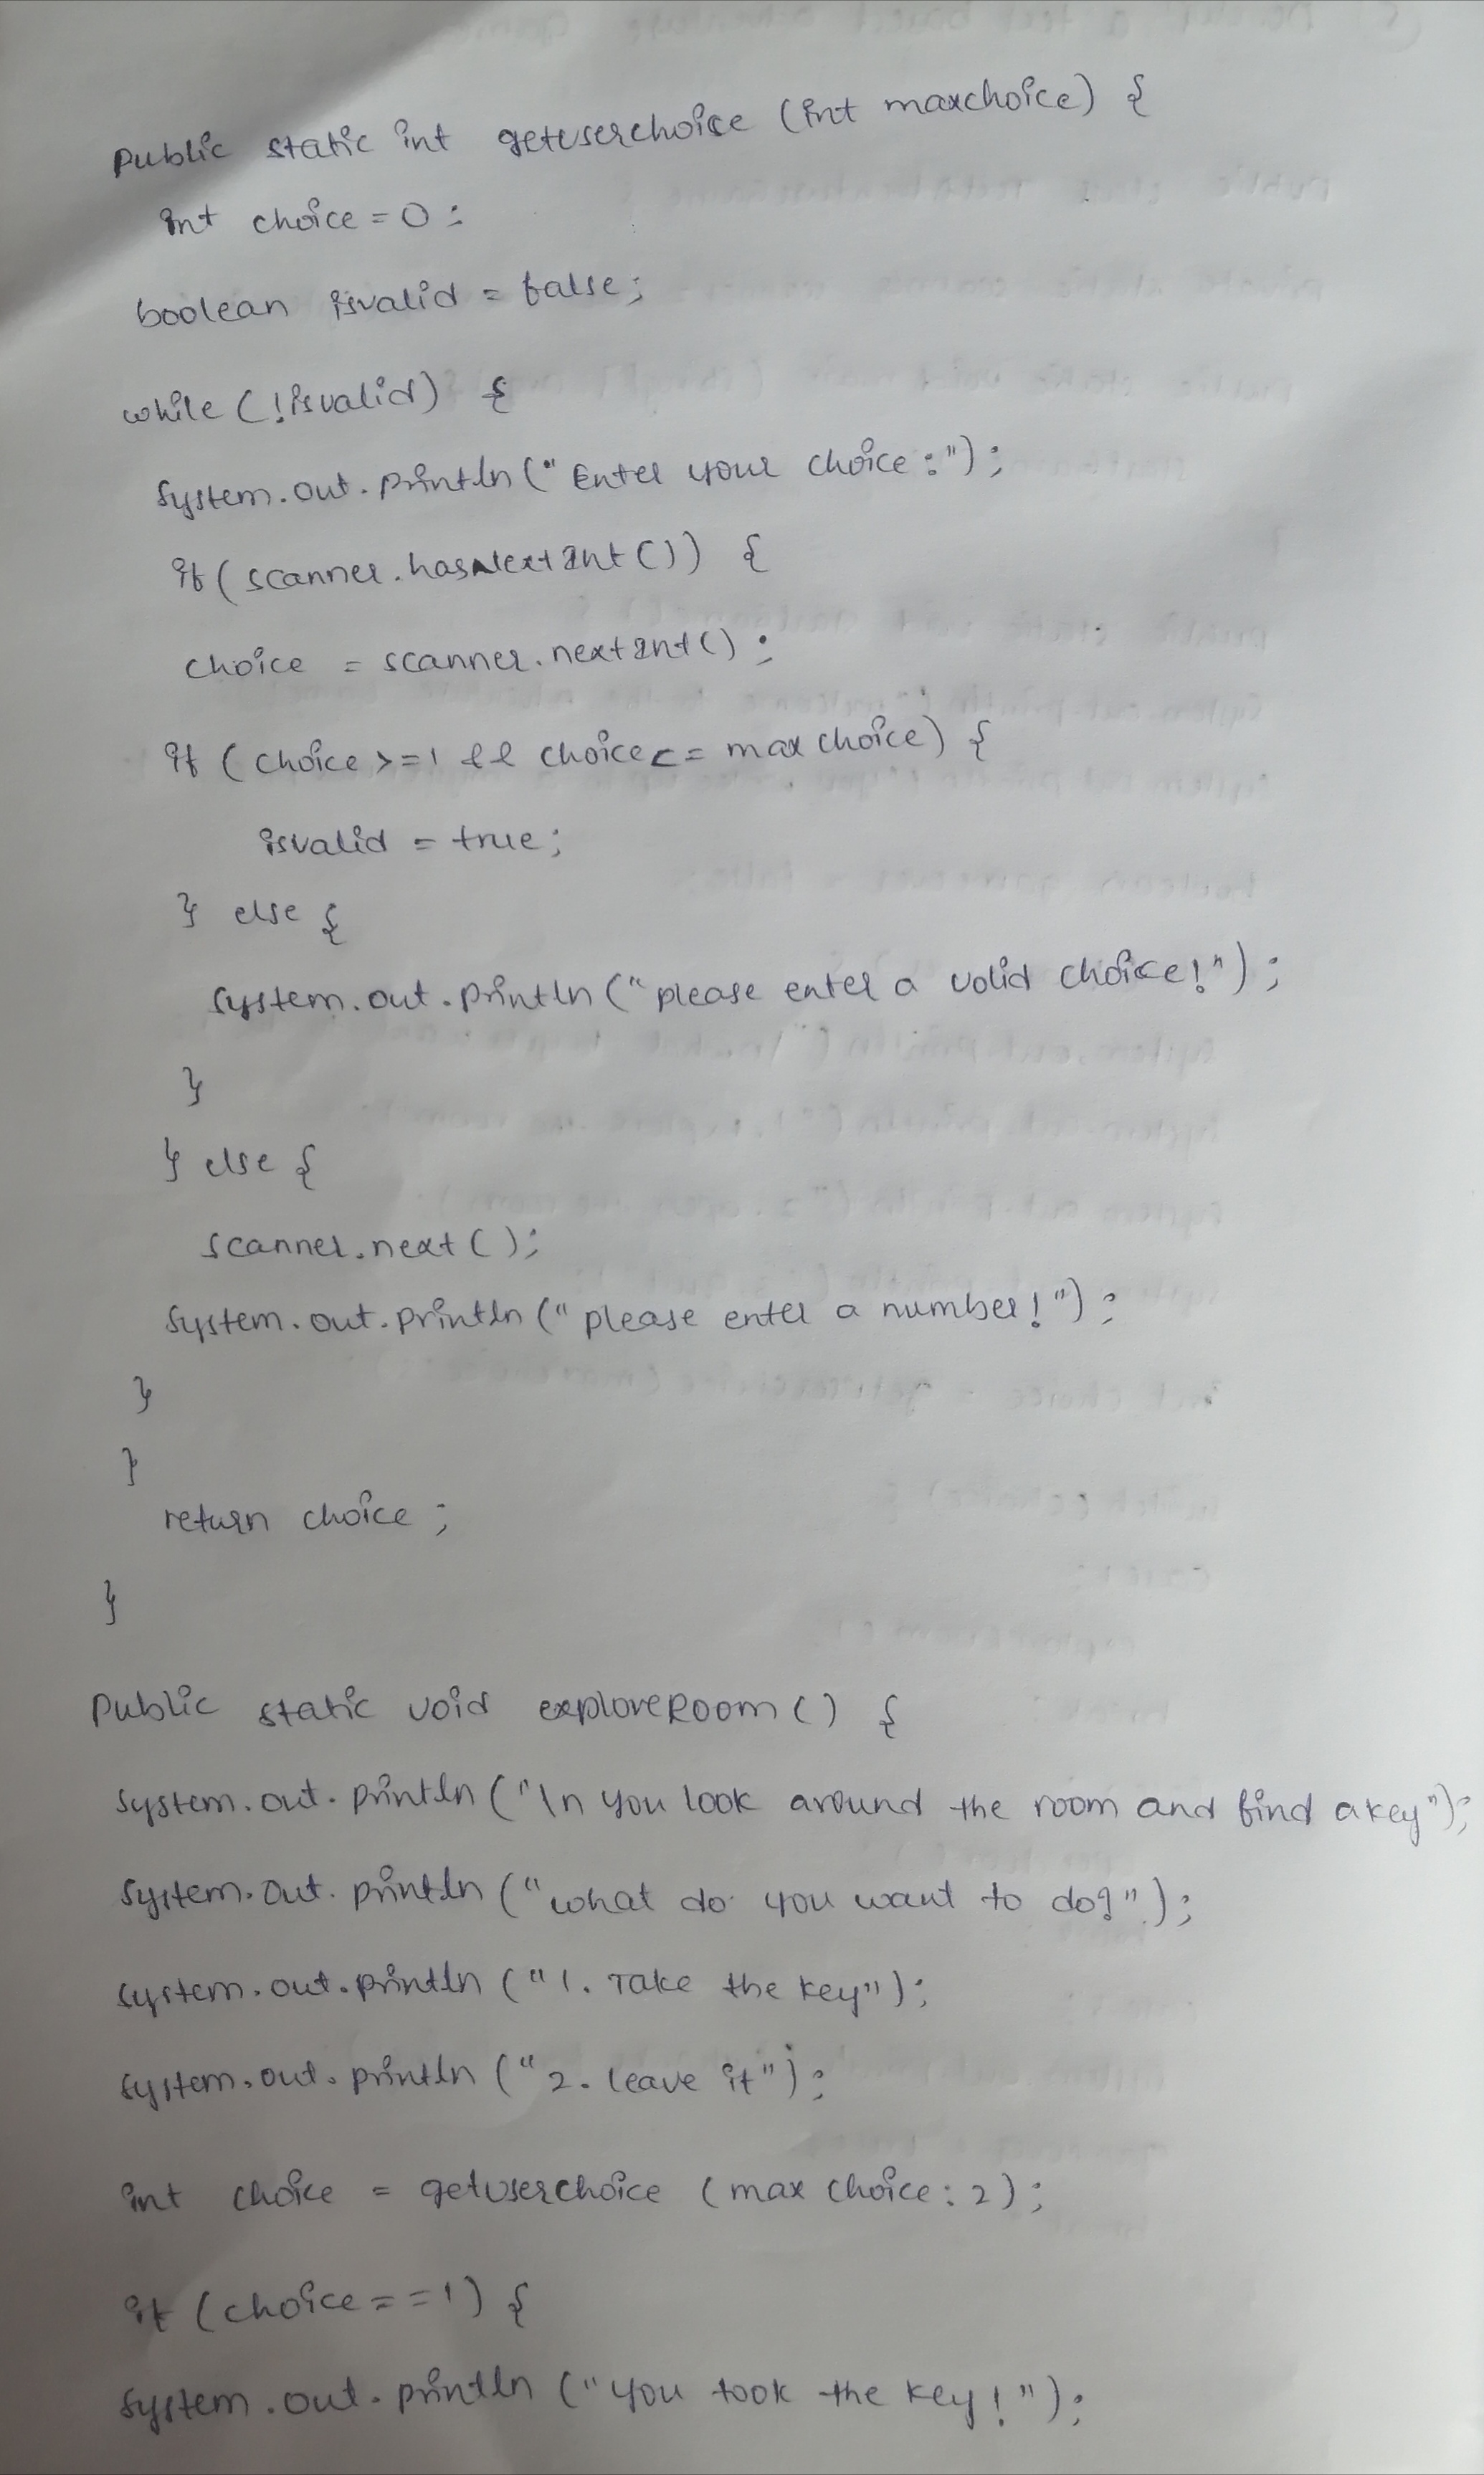 public static int getuserchoice (int maxchoice) {
int choice = 0 ;
boolean isvalid = false;
while (!isvalid) {
System.out.println("Enter your choice:");
if (scanner.hasNextInt()) {
choice = scanner.nextInt();
if (choice >=1 && choice <= max choice) {
isvalid = true;
} else {
System.out.println("please enter a valid choice!");
}
} else {
scanner.next();
System.out.println("please enter a number!");
}
}
return choice ;
}
public static void exploreRoom() {
System.out.println("\n you look around the room and find a key");
System.out.println("what do you want to do?");
System.out.println("1. Take the key");
System.out.println("2. leave it");
int choice = getuserchoice (max choice: 2);
if (choice ==1) {
System.out.println("you took the key!");